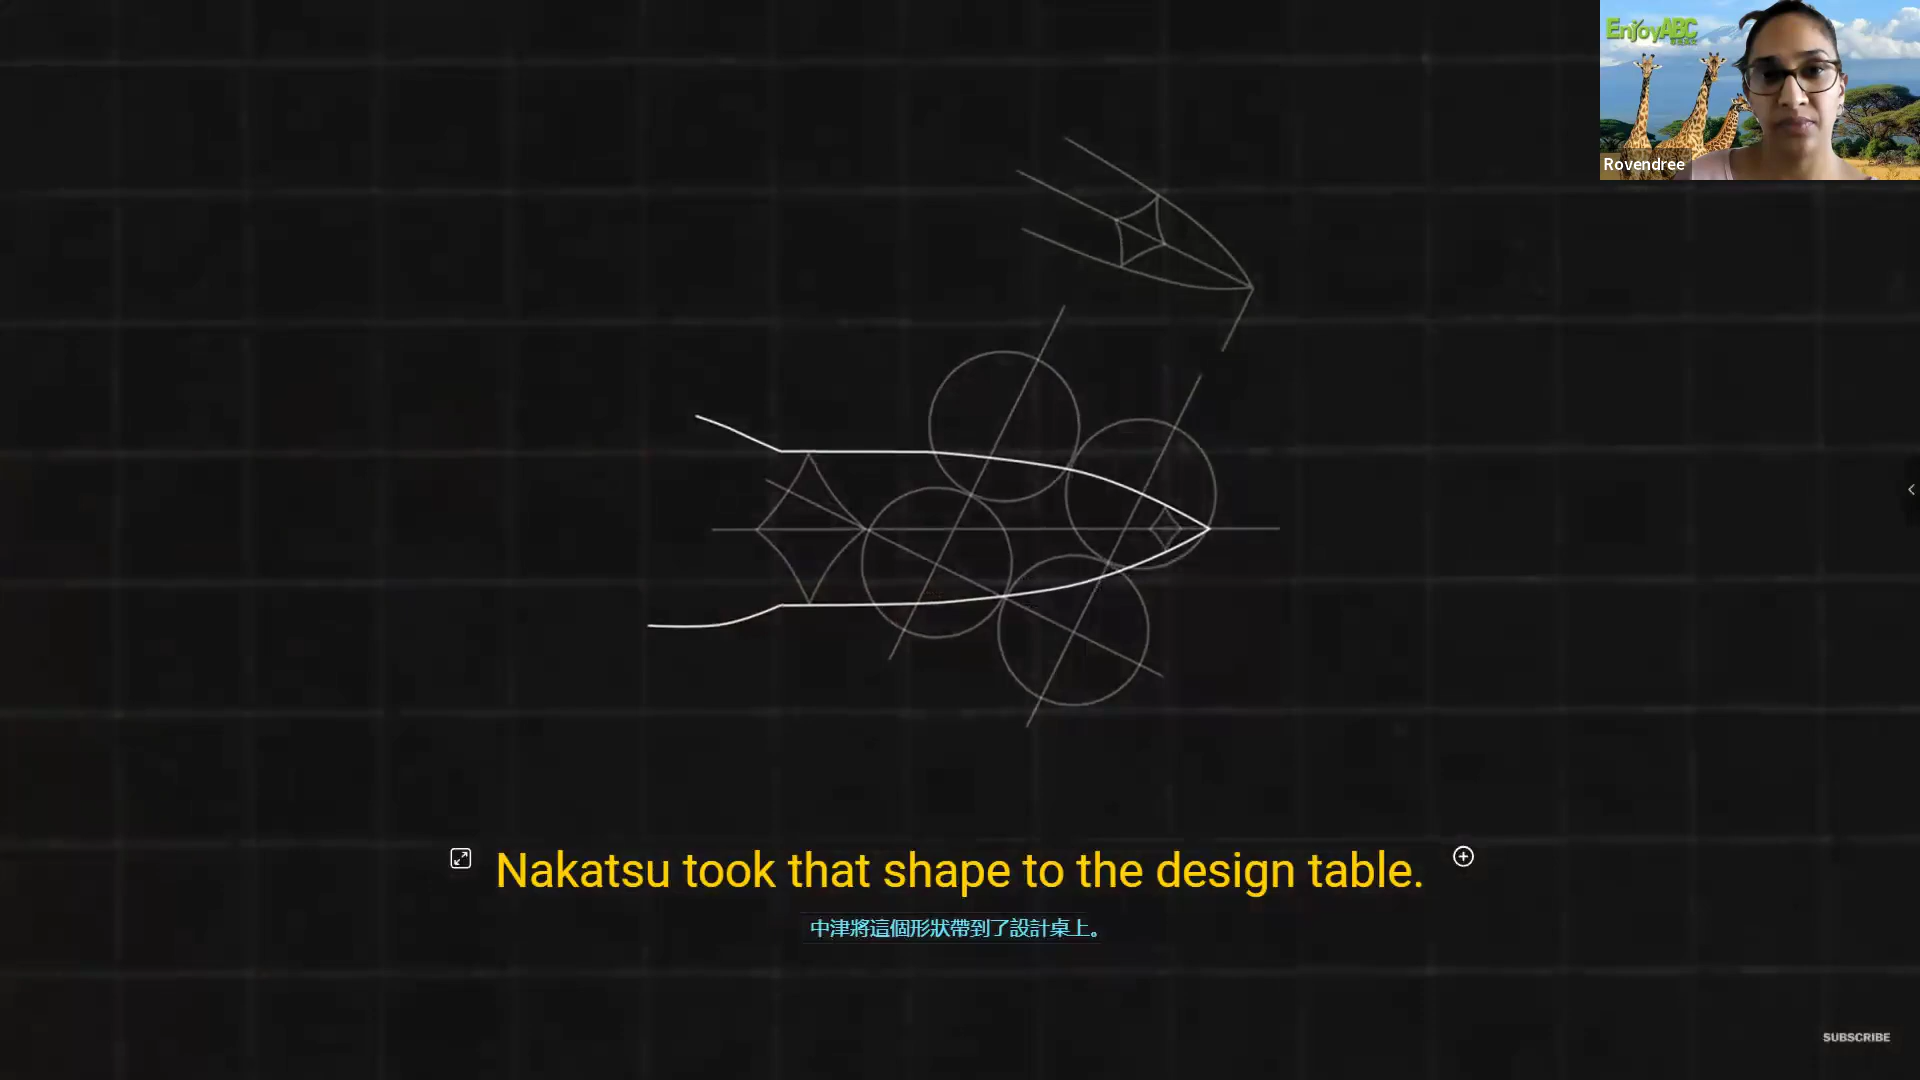 EnjoyABC
Rovendree
Nakatsu took that shape to the design table.
中津將這個形狀帶到了設計桌上。
SUBSCRIBE